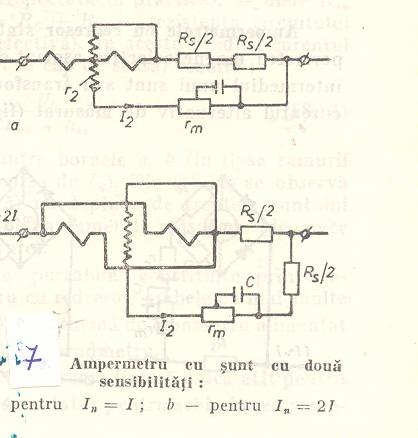 Rs/2 Rs/2
r2
I2 rm
a
2I
Rs/2
C Rs/2
I2 rm
7 Ampermetru cu şunt cu două
sensibilităţi :
pentru In = I; b — pentru In = 2I